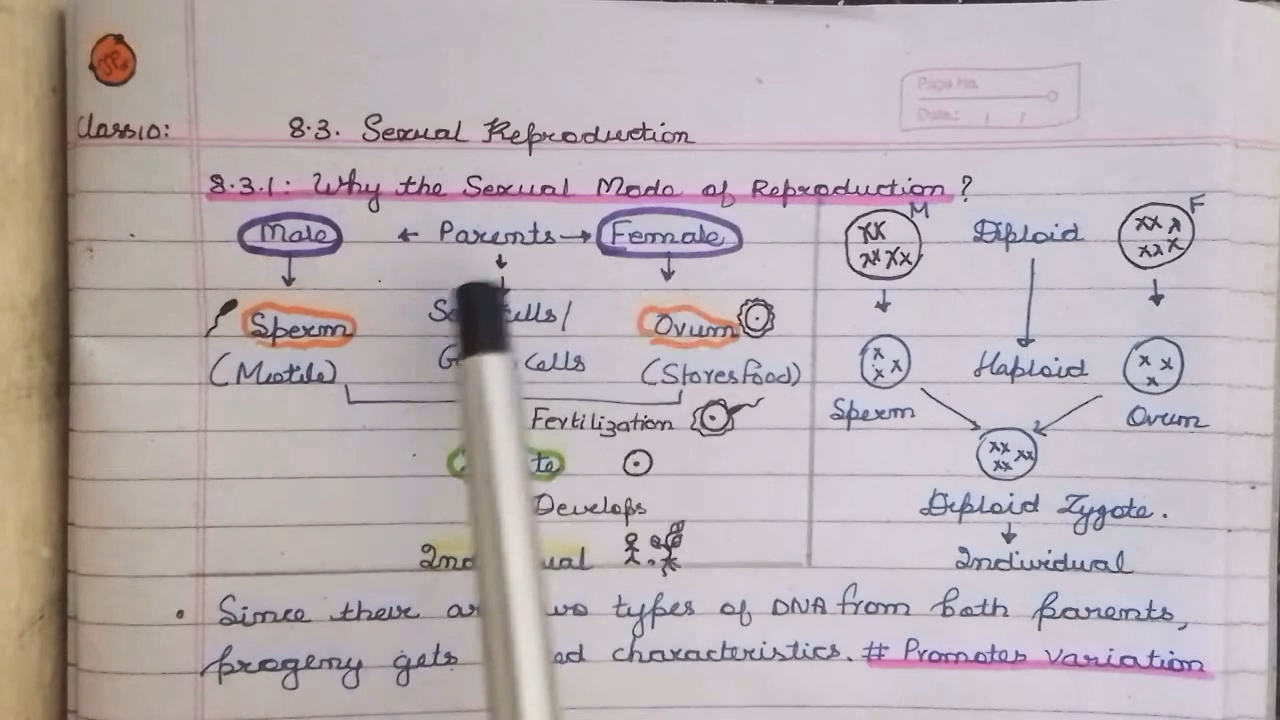 Class10:
8.3. Sexual Reproduction
Page No.
Date: / /
8.3.1: Why the Sexual Mode of Reproduction?
Male ← Parents → Female
Sperm
Ovum
(Motile)
Cells
(Stores food)
Fertilization
Develops
M
Diploid
F
Haploid
Sperm
Ovum
Diploid Zygote.
Individual
• Since there types of DNA from both parents,
progeny gets characteristics. # Promotes variation